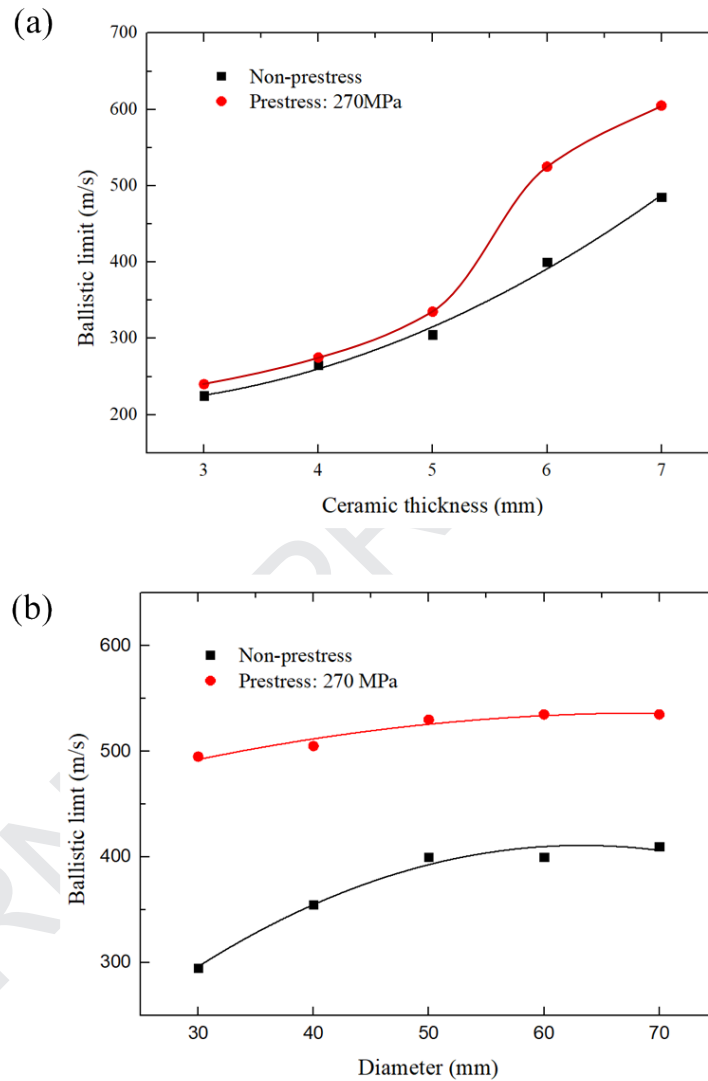 (a)
700
600
500
400
300
200
Ballistic limit (m/s)
Non-prestress
Prestress: 270MPa
3 4 5 6 7
Ceramic thickness (mm)
(b)
600
500
400
300
Ballistic limt (m/s)
Non-prestress
Prestress: 270 MPa
30 40 50 60 70
Diameter (mm)